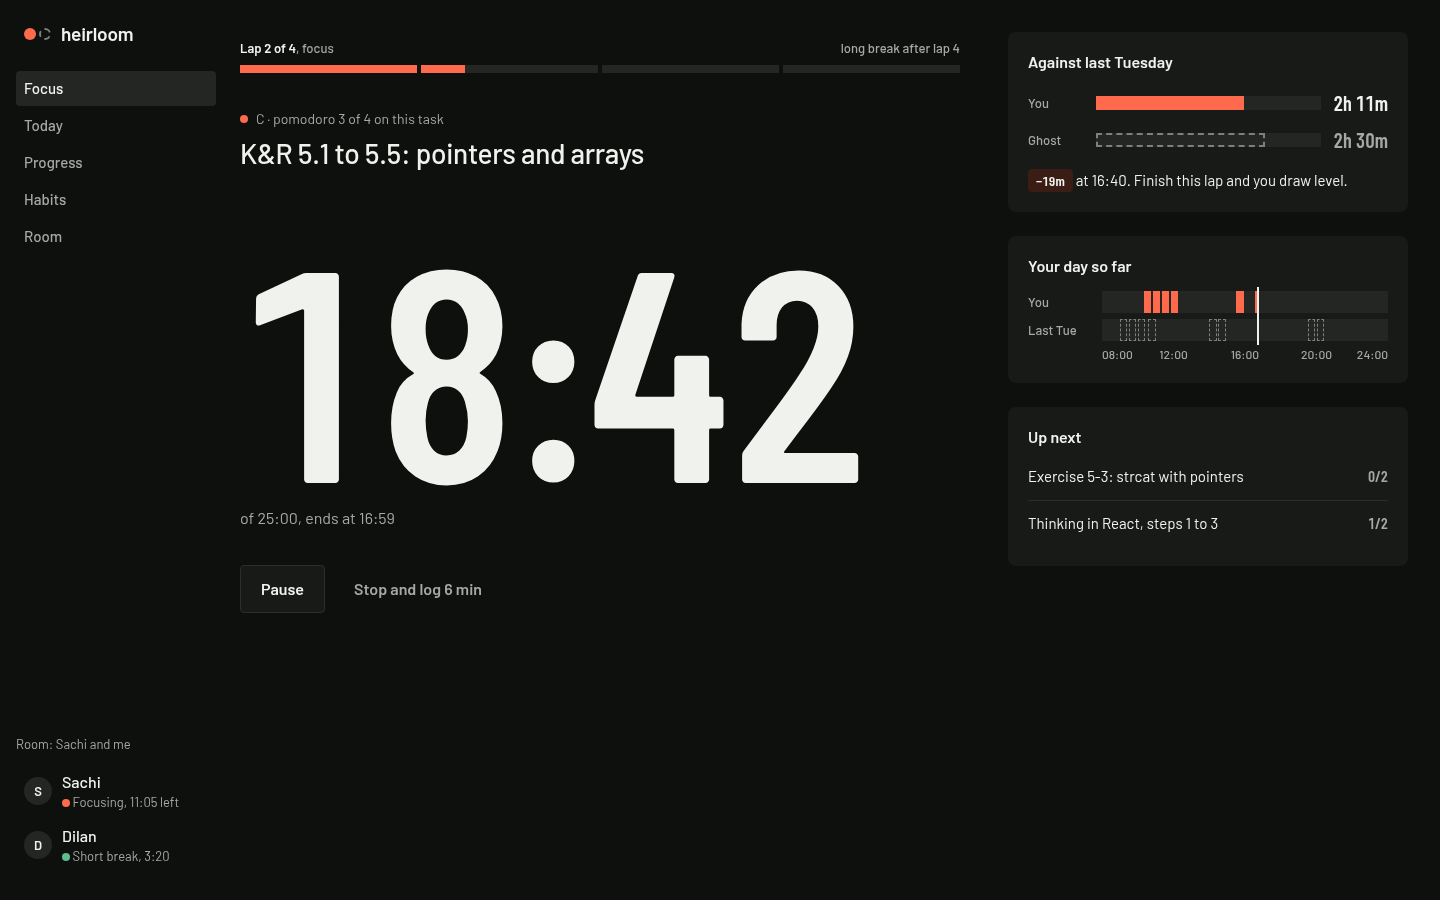 heirloom
Focus
Today
Progress
Habits
Room
Room: Sachi and me
S
Sachi
Focusing, 11:05 left
D
Dilan
Short break, 3:20
Lap 2 of 4, focus
long break after lap 4
C · pomodoro 3 of 4 on this task
K&R 5.1 to 5.5: pointers and arrays
18:42
of 25:00, ends at 16:59
Pause
Stop and log 6 min
Against last Tuesday
You
2h 11m
Ghost
2h 30m
−19m at 16:40. Finish this lap and you draw level.
Your day so far
You
Last Tue
08:00 12:00 16:00 20:00 24:00
Up next
Exercise 5-3: strcat with pointers 0/2
Thinking in React, steps 1 to 3 1/2